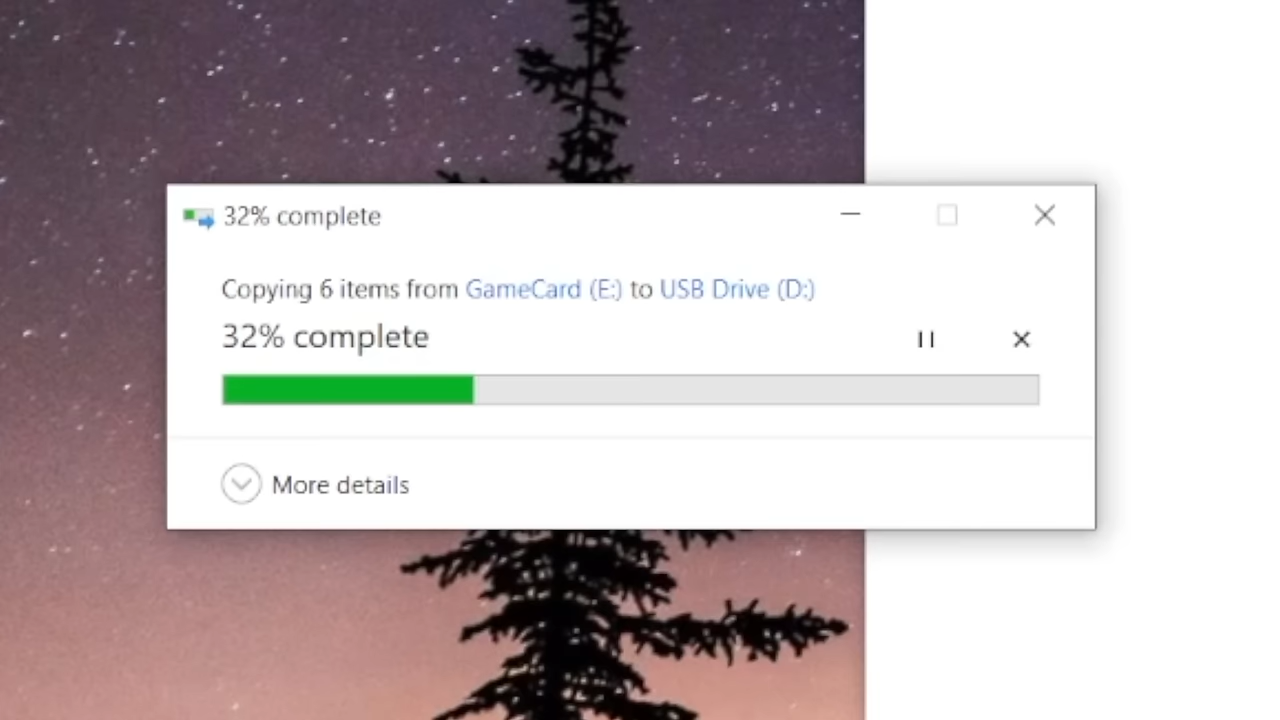 32% complete
Copying 6 items from GameCard (E:) to USB Drive (D:)
32% complete
More details